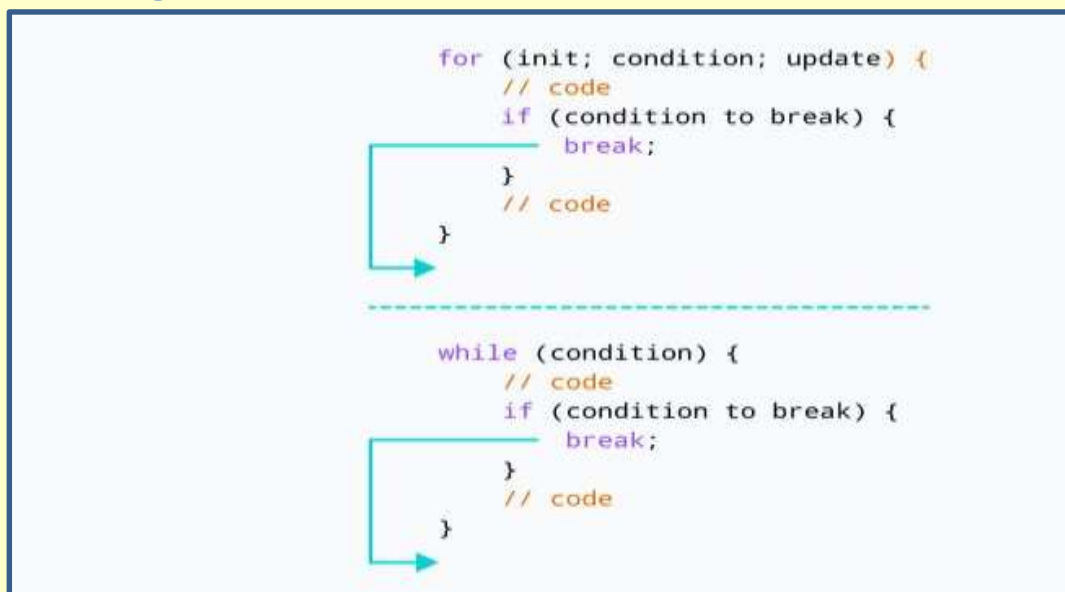 for (init; condition; update) {
// code
if (condition to break) {
break;
}
// code
}
while (condition) {
// code
if (condition to break) {
break;
}
// code
}